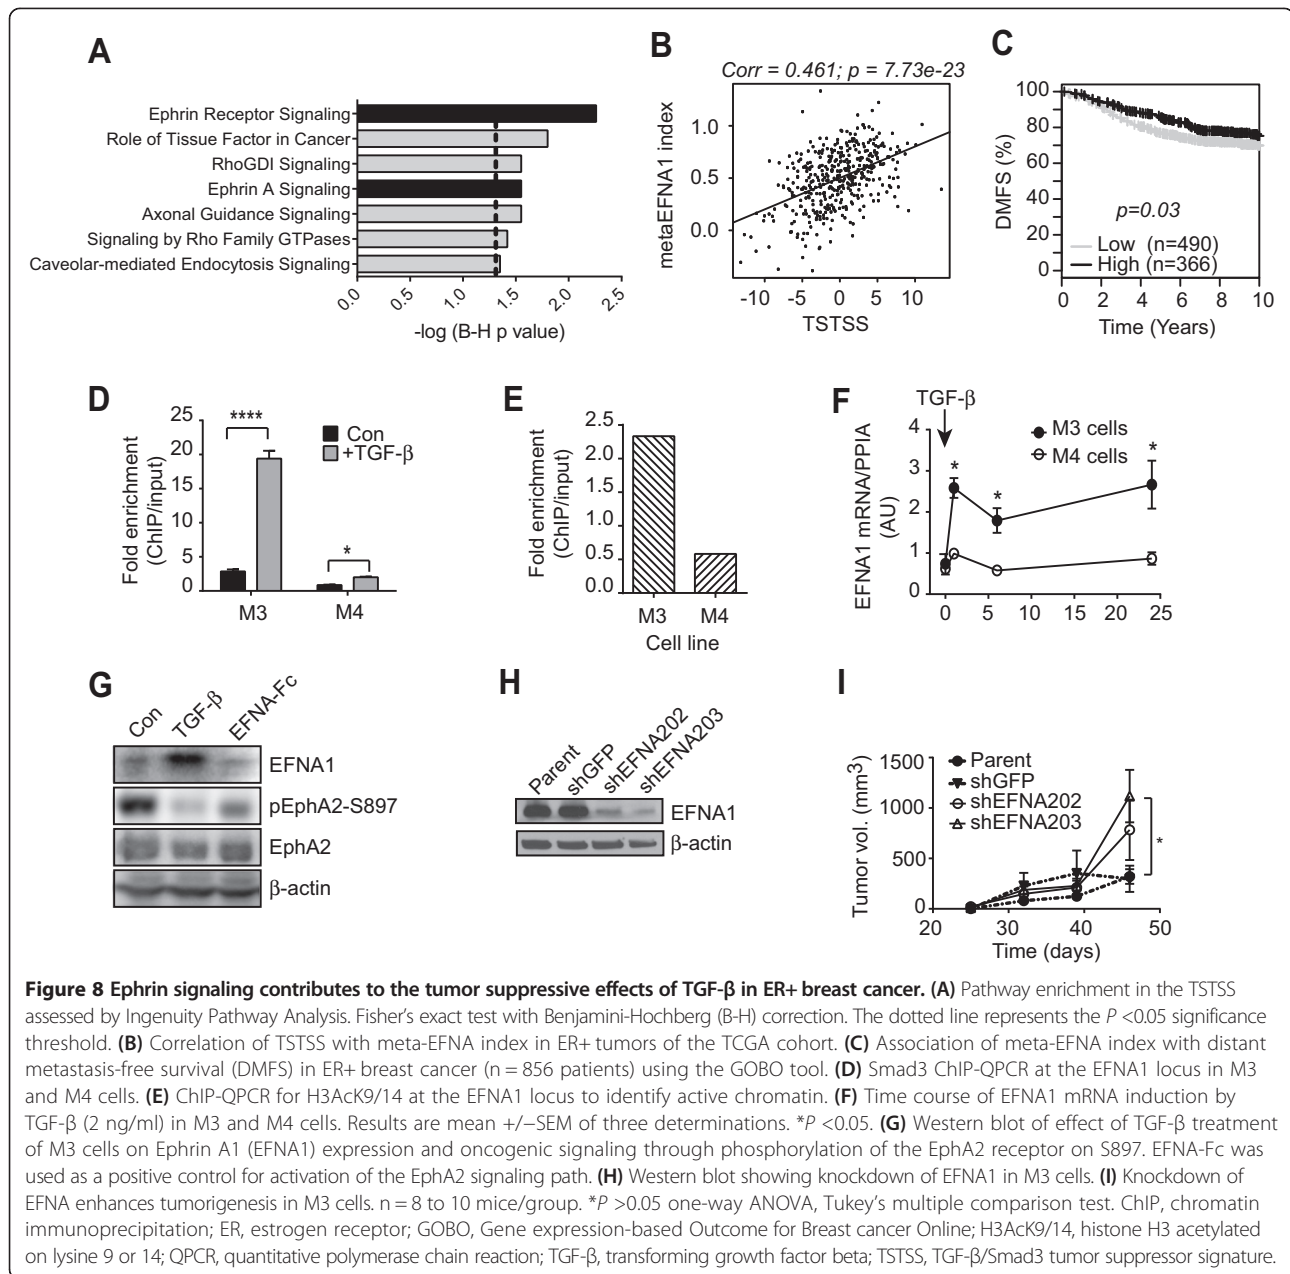 A
Ephrin Receptor Signaling
Role of Tissue Factor in Cancer
RhoGDI Signaling
Ephrin A Signaling
Axonal Guidance Signaling
Signaling by Rho Family GTPases
Caveolar-mediated Endocytosis Signaling
0.0 0.5 1.0 1.5 2.0 2.5
-log (B-H p value)
B
Corr = 0.461; p = 7.73e-23
metaEFNA1 index
1.0
0.5
0.0
-10 -5 0 5 10
TSTSS
C
DMFS (%)
100
80
60
40
20
0
p=0.03
Low (n=490)
High (n=366)
0 2 4 6 8 10
Time (Years)
D
Fold enrichment
(ChIP/input)
25
20
15
10
5
0
****
*
Con
+TGF-β
M3 M4
E
Fold enrichment
(ChIP/input)
2.5
2.0
1.5
1.0
0.5
0.0
M3 M4
Cell line
F
TGF-β
EFNA1 mRNA/PPIA
(AU)
4
3
2
1
0
M3 cells
M4 cells
* * *
0 5 10 15 20 25
G
Con TGF-β EFNA-Fc
EFNA1
pEphA2-S897
EphA2
β-actin
H
Parent shGFP shEFNA202 shEFNA203
EFNA1
β-actin
I
Tumor vol. (mm3)
1500
1000
500
0
Parent
shGFP
shEFNA202
shEFNA203
*
20 30 40 50
Time (days)
Figure 8 Ephrin signaling contributes to the tumor suppressive effects of TGF-β in ER+ breast cancer. (A) Pathway enrichment in the TSTSS
assessed by Ingenuity Pathway Analysis. Fisher's exact test with Benjamini-Hochberg (B-H) correction. The dotted line represents the P <0.05 significance
threshold. (B) Correlation of TSTSS with meta-EFNA index in ER+ tumors of the TCGA cohort. (C) Association of meta-EFNA index with distant
metastasis-free survival (DMFS) in ER+ breast cancer (n = 856 patients) using the GOBO tool. (D) Smad3 ChIP-QPCR at the EFNA1 locus in M3
and M4 cells. (E) ChIP-QPCR for H3AcK9/14 at the EFNA1 locus to identify active chromatin. (F) Time course of EFNA1 mRNA induction by
TGF-β (2 ng/ml) in M3 and M4 cells. Results are mean +/−SEM of three determinations. *P <0.05. (G) Western blot of effect of TGF-β treatment
of M3 cells on Ephrin A1 (EFNA1) expression and oncogenic signaling through phosphorylation of the EphA2 receptor on S897. EFNA-Fc was
used as a positive control for activation of the EphA2 signaling path. (H) Western blot showing knockdown of EFNA1 in M3 cells. (I) Knockdown of
EFNA enhances tumorigenesis in M3 cells. n = 8 to 10 mice/group. *P >0.05 one-way ANOVA, Tukey's multiple comparison test. ChIP, chromatin
immunoprecipitation; ER, estrogen receptor; GOBO, Gene expression-based Outcome for Breast cancer Online; H3AcK9/14, histone H3 acetylated
on lysine 9 or 14; QPCR, quantitative polymerase chain reaction; TGF-β, transforming growth factor beta; TSTSS, TGF-β/Smad3 tumor suppressor signature.